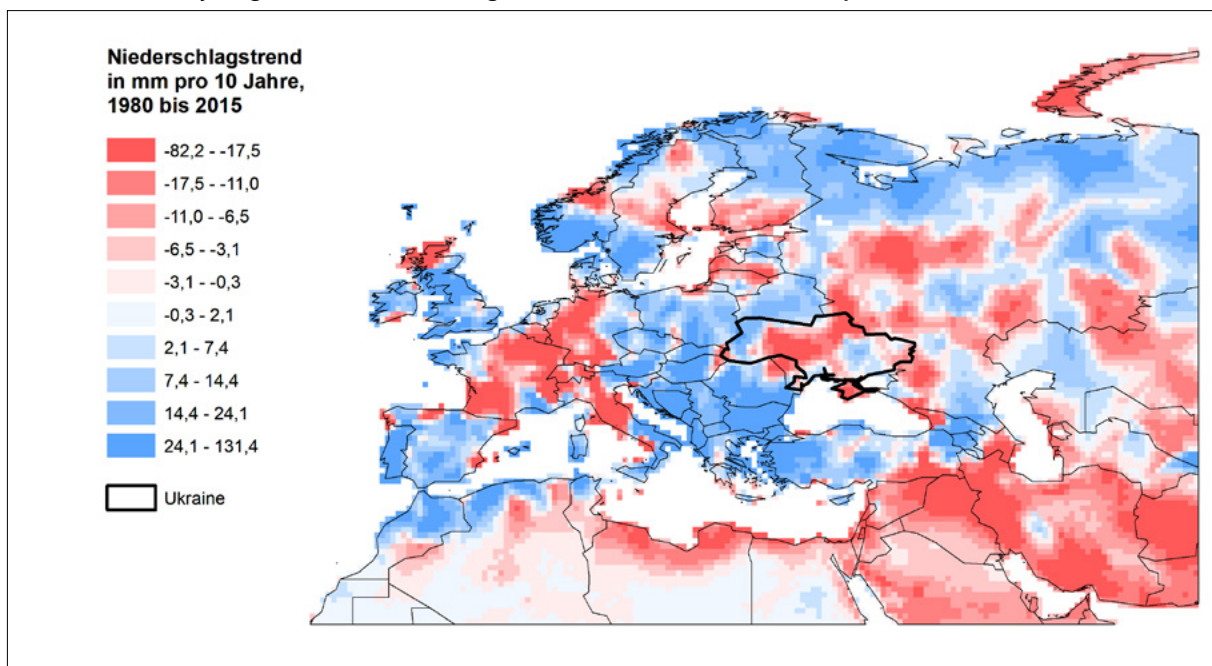 Niederschlagstrend
in mm pro 10 Jahre,
1980 bis 2015
-82,2 - -17,5
-17,5 - -11,0
-11,0 - -6,5
-6,5 - -3,1
-3,1 - -0,3
-0,3 - 2,1
2,1 - 7,4
7,4 - 14,4
14,4 - 24,1
24,1 - 131,4
Ukraine